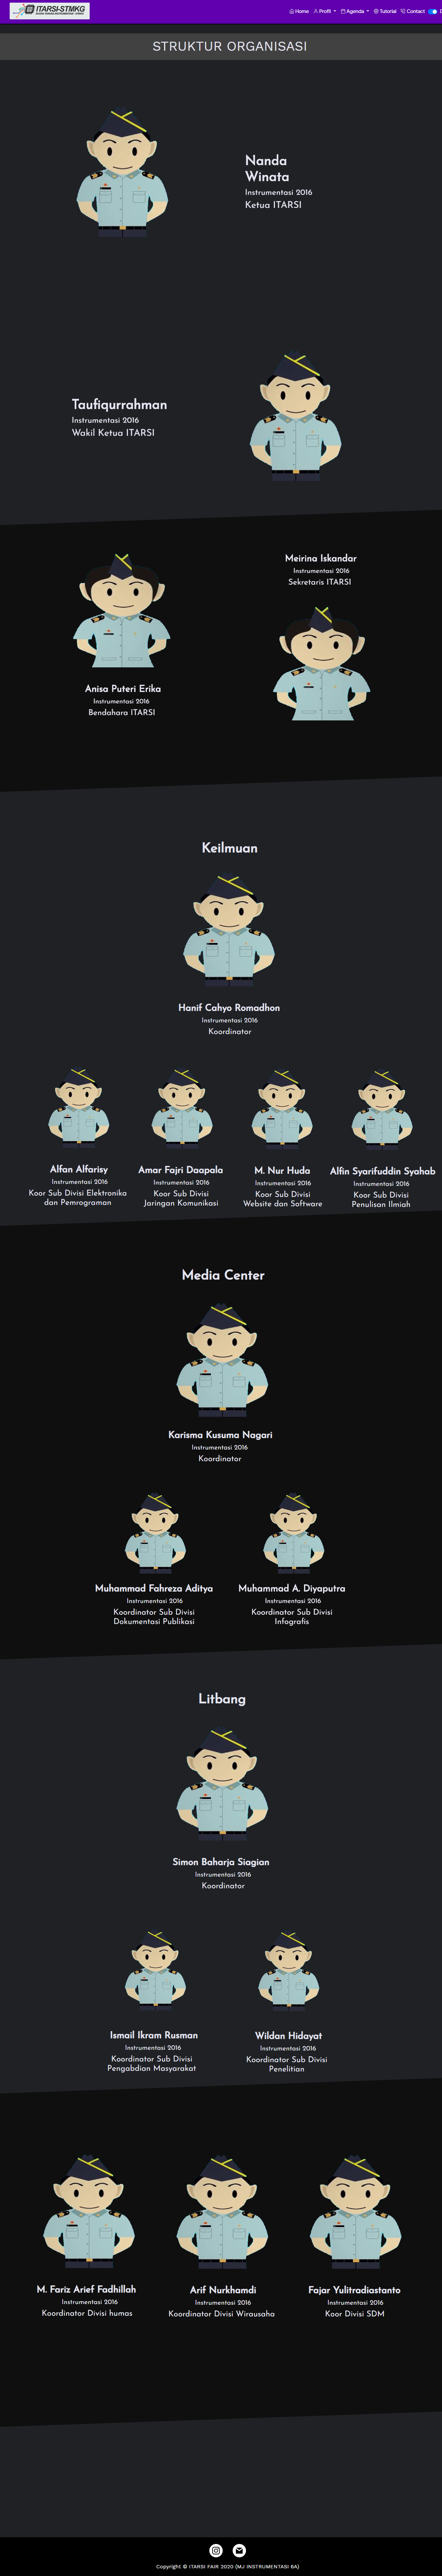 ITARSI-STMKG
Home Profil Agenda Tutorial Contact D
STRUKTUR ORGANISASI
Nanda
Winata
Instrumentasi 2016
Ketua ITARSI
Taufiqurrahman
Instrumentasi 2016
Wakil Ketua ITARSI
Anisa Puteri Erika
Instrumentasi 2016
Bendahara ITARSI
Meirina Iskandar
Instrumentasi 2016
Sekretaris ITARSI
Keilmuan
Hanif Cahyo Romadhon
Instrumentasi 2016
Koordinator
Alfan Alfarisy
Instrumentasi 2016
Koor Sub Divisi Elektronika
dan Pemrograman
Amar Fajri Daapala
Instrumentasi 2016
Koor Sub Divisi
Jaringan Komunikasi
M. Nur Huda
Instrumentasi 2016
Koor Sub Divisi
Website dan Software
Alfin Syarifuddin Syahab
Instrumentasi 2016
Koor Sub Divisi
Penulisan Ilmiah
Media Center
Karisma Kusuma Nagari
Instrumentasi 2016
Koordinator
Muhammad Fahreza Aditya
Instrumentasi 2016
Koordinator Sub Divisi
Dokumentasi Publikasi
Muhammad A. Diyaputra
Instrumentasi 2016
Koordinator Sub Divisi
Infografis
Litbang
Simon Baharja Siagian
Instrumentasi 2016
Koordinator
Ismail Ikram Rusman
Instrumentasi 2016
Koordinator Sub Divisi
Pengabdian Masyarakat
Wildan Hidayat
Instrumentasi 2016
Koordinator Sub Divisi
Penelitian
M. Fariz Arief Fadhillah
Instrumentasi 2016
Koordinator Divisi humas
Arif Nurkhamdi
Instrumentasi 2016
Koordinator Divisi Wirausaha
Fajar Yulitradiastanto
Instrumentasi 2016
Koor Divisi SDM
Copyright © ITARSI FAIR 2020 (MJ INSTRUMENTASI 6A)